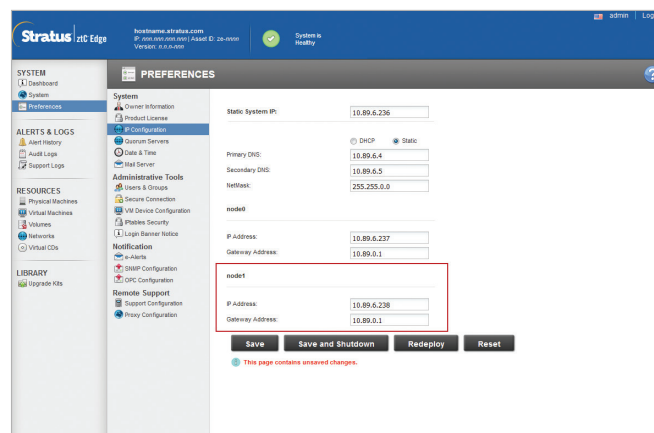 admin | Log
Stratus ztC Edge
hostname.stratus.com
IP: nnn.nnn.nnn.nnn | Asset ID: ze-nnnn
Version: n.n.n-nnn
System is
Healthy
SYSTEM
Dashboard
System
Preferences
ALERTS & LOGS
Alert History
Audit Logs
Support Logs
RESOURCES
Physical Machines
Virtual Machines
Volumes
Networks
Virtual CDs
LIBRARY
Upgrade Kits
PREFERENCES
?
System
Owner Information
Product License
IP Configuration
Quorum Servers
Date & Time
Mail Server
Administrative Tools
Users & Groups
Secure Connection
VM Device Configuration
IPtables Security
Login Banner Notice
Notification
e-Alerts
SNMP Configuration
OPC Configuration
Remote Support
Support Configuration
Proxy Configuration
Static System IP: 10.89.6.236
DHCP Static
Primary DNS: 10.89.6.4
Secondary DNS: 10.89.6.5
NetMask: 255.255.0.0
node0
IP Address: 10.89.6.237
Gateway Address: 10.89.0.1
node1
IP Address: 10.89.6.238
Gateway Address: 10.89.0.1
Save Save and Shutdown Redeploy Reset
This page contains unsaved changes.